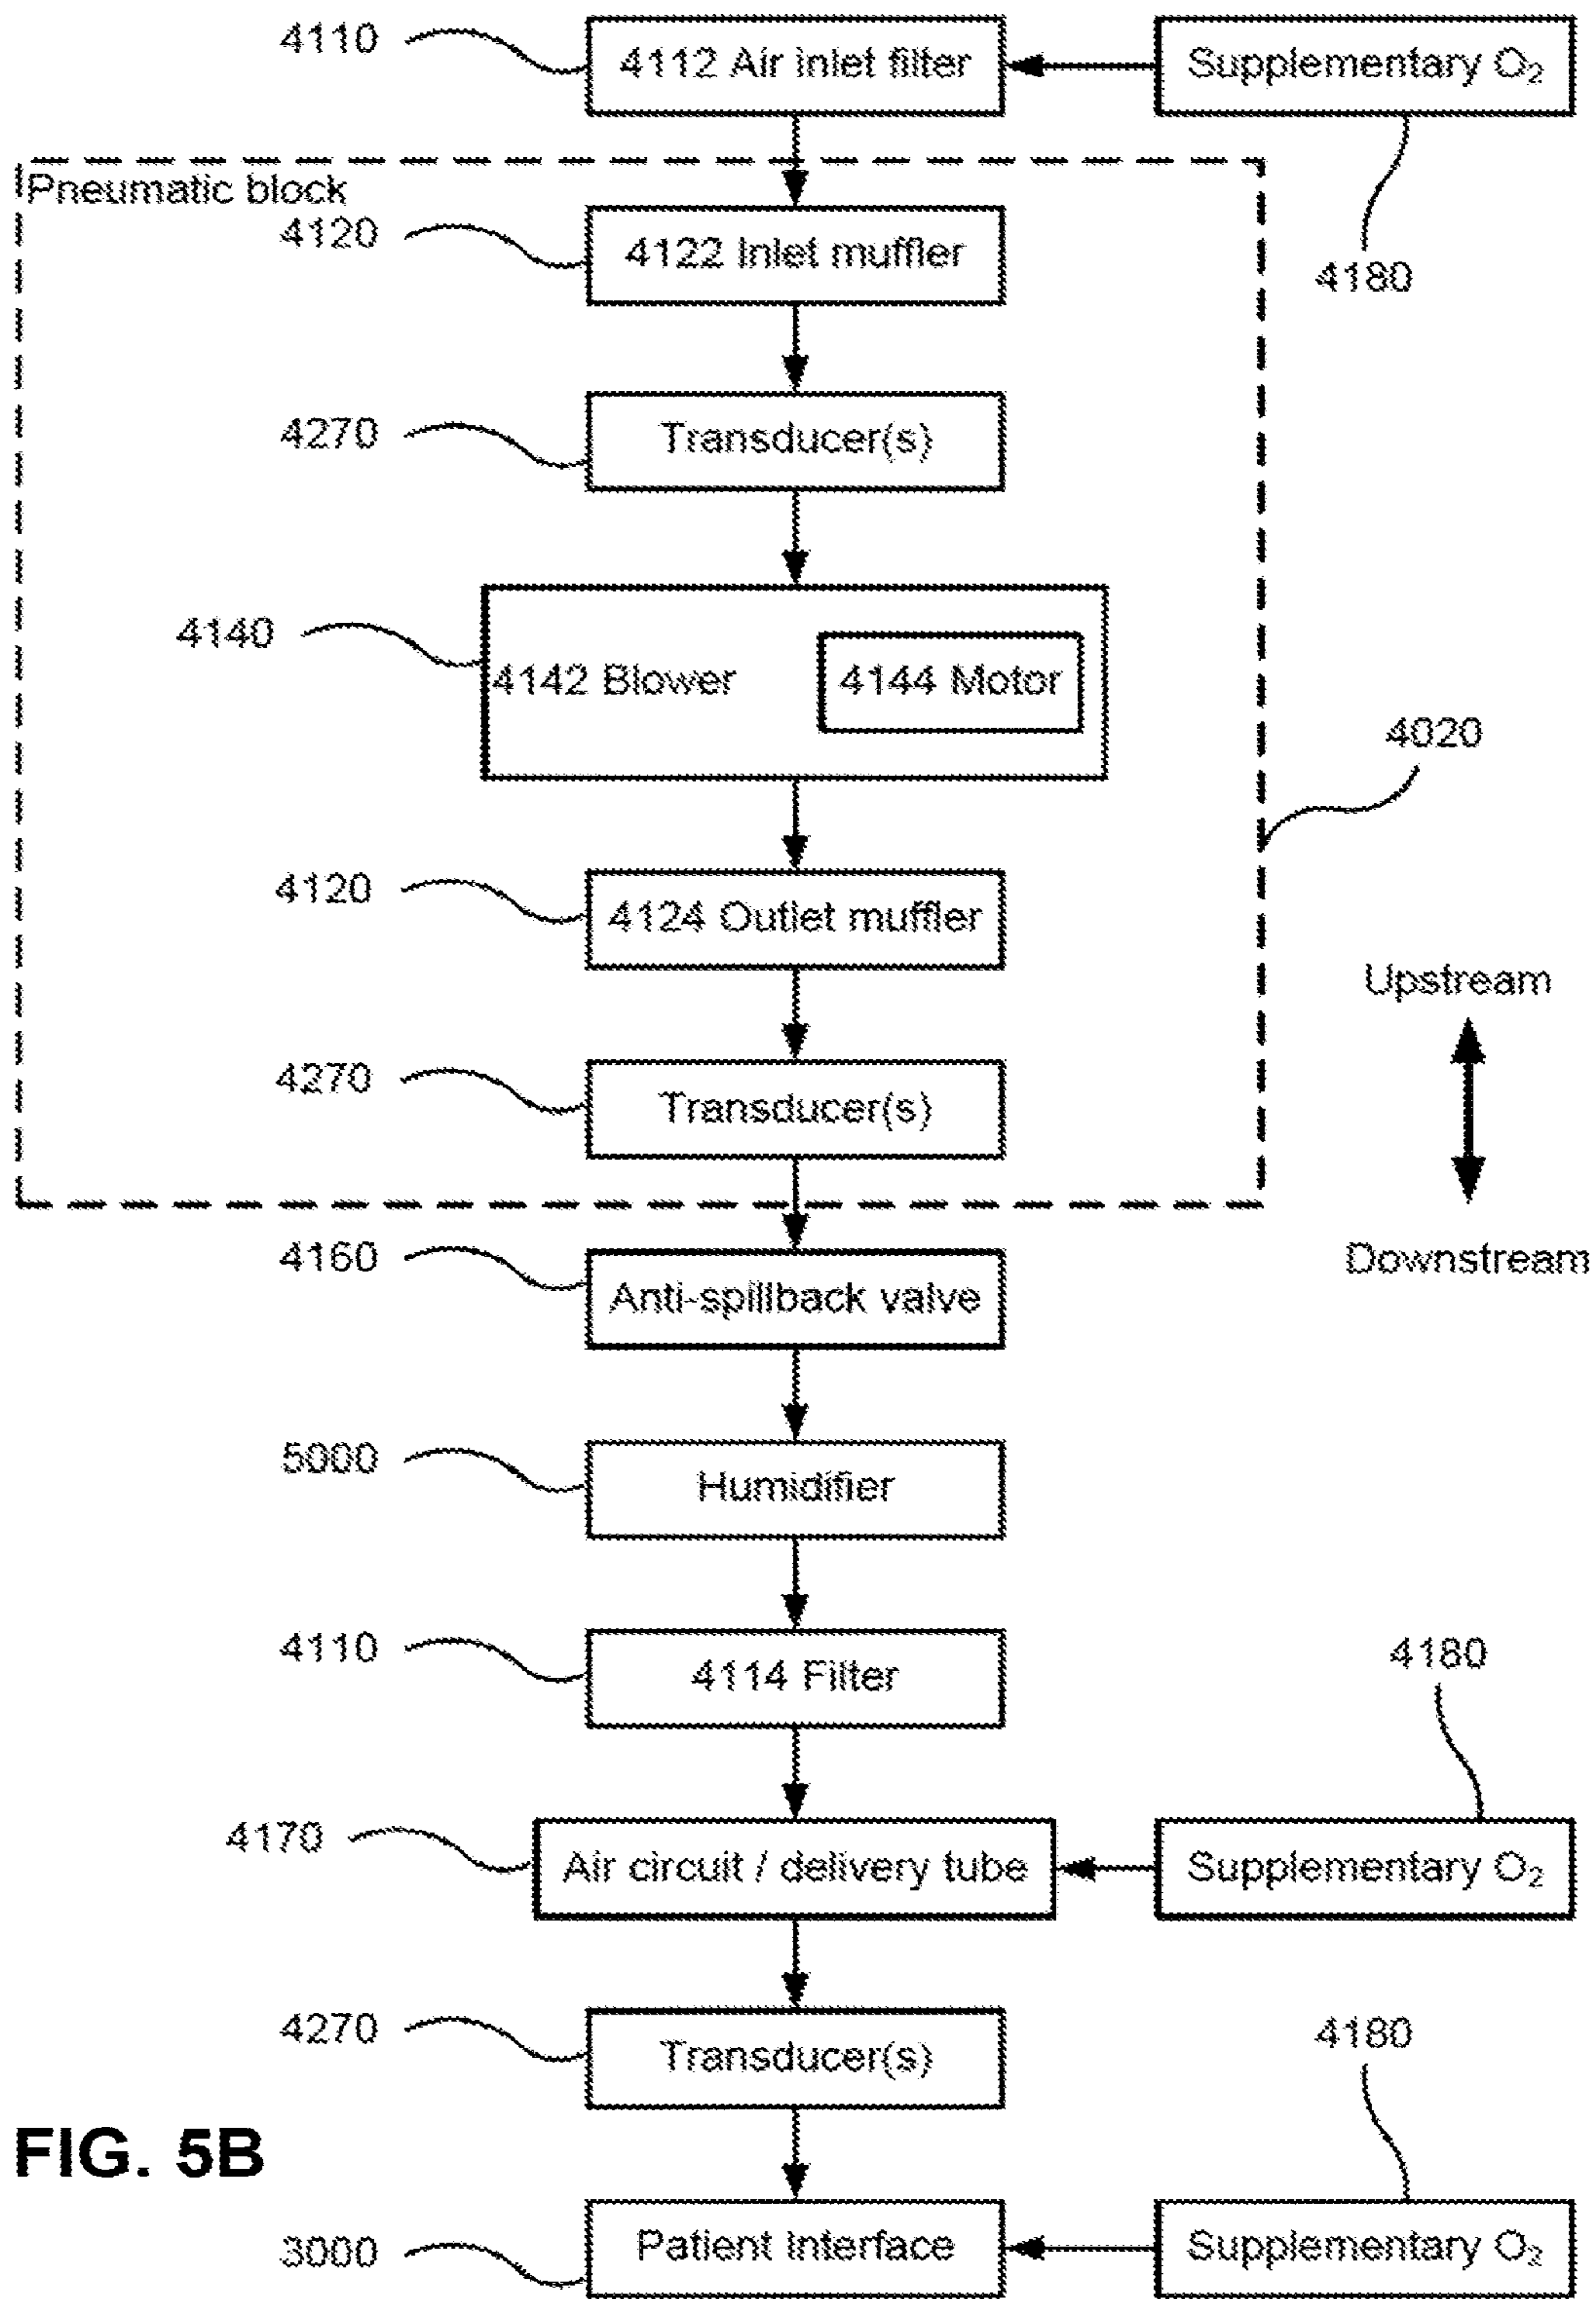 4110
4112 Air inlet filter
Supplementary O₂
4180
Pneumatic block
4120
4122 Inlet muffler
4270
Transducer(s)
4140
4142 Blower
4144 Motor
4020
4120
4124 Outlet muffler
4270
Transducer(s)
Upstream
Downstream
4160
Anti-spillback valve
5000
Humidifier
4110
4114 Filter
4180
4170
Air circuit / delivery tube
Supplementary O₂
4270
Transducer(s)
4180
FIG. 5B
3000
Patient Interface
Supplementary O₂